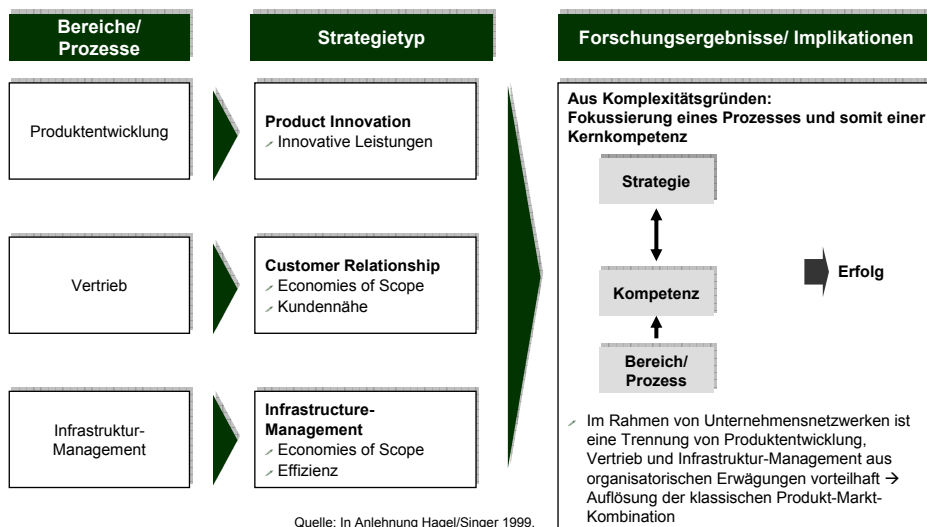 Bereiche/
Prozesse
Strategietyp
Forschungsergebnisse/ Implikationen
Produktentwicklung
Product Innovation
Innovative Leistungen
Vertrieb
Customer Relationship
Economies of Scope
Kundennähe
Infrastruktur-
Management
Infrastructure-
Management
Economies of Scope
Effizienz
Aus Komplexitätsgründen:
Fokussierung eines Prozesses und somit einer
Kernkompetenz
Strategie
Kompetenz
Bereich/
Prozess
Erfolg
Im Rahmen von Unternehmensnetzwerken ist
eine Trennung von Produktentwicklung,
Vertrieb und Infrastruktur-Management aus
organisatorischen Erwägungen vorteilhaft →
Auflösung der klassischen Produkt-Markt-
Kombination
Quelle: In Anlehnung Hagel/Singer 1999.